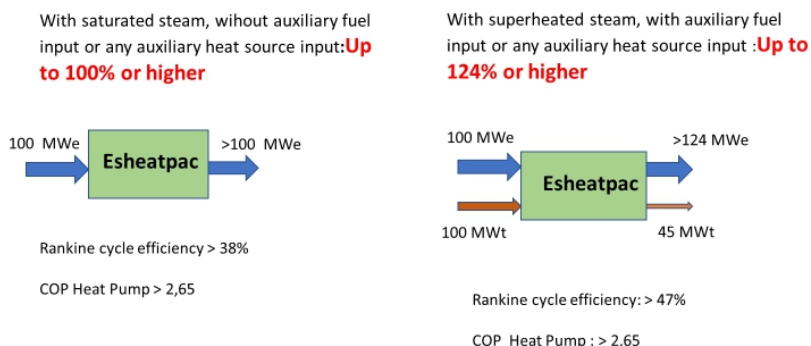 With saturated steam, wihout auxiliary fuel
input or any auxiliary heat source input:Up
to 100% or higher
100 MWe
>100 MWe
Esheatpac
Rankine cycle efficiency > 38%
COP Heat Pump > 2,65
With superheated steam, with auxiliary fuel
input or any auxiliary heat source input :Up to
124% or higher
100 MWe
>124 MWe
Esheatpac
100 MWt
45 MWt
Rankine cycle efficiency: > 47%
COP Heat Pump : > 2.65